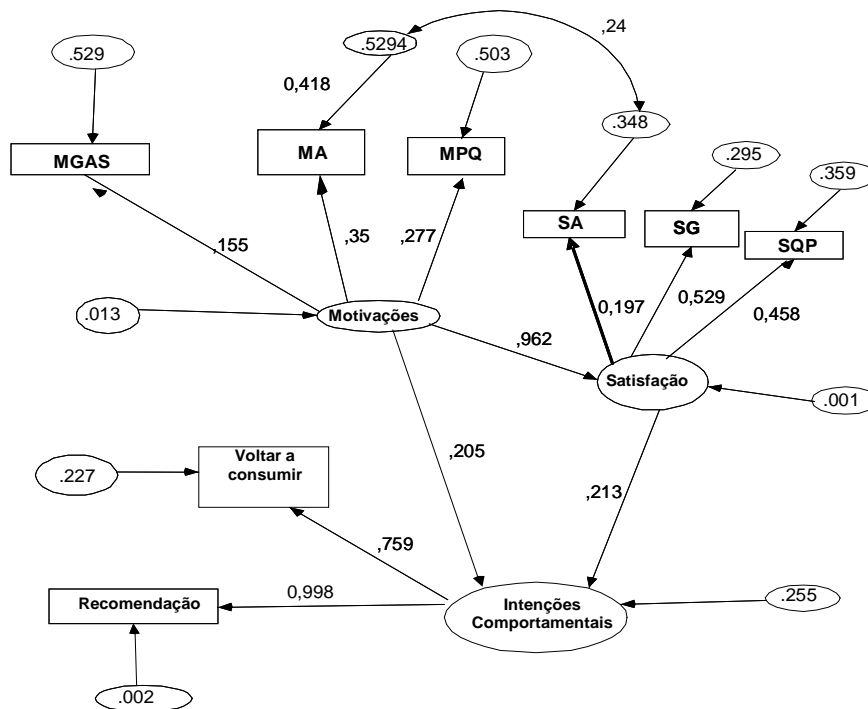 ,24
.529
.5294
.503
0,418
.348
MGAS
MA
MPQ
.295
.359
SA
SG
SQP
,155
,35
,277
0,197
0,529
0,458
.013
Motivações
,962
Satisfação
.001
,205
,213
.227
Voltar a
consumir
,759
Recomendação
0,998
Intenções
Comportamentais
.255
.002